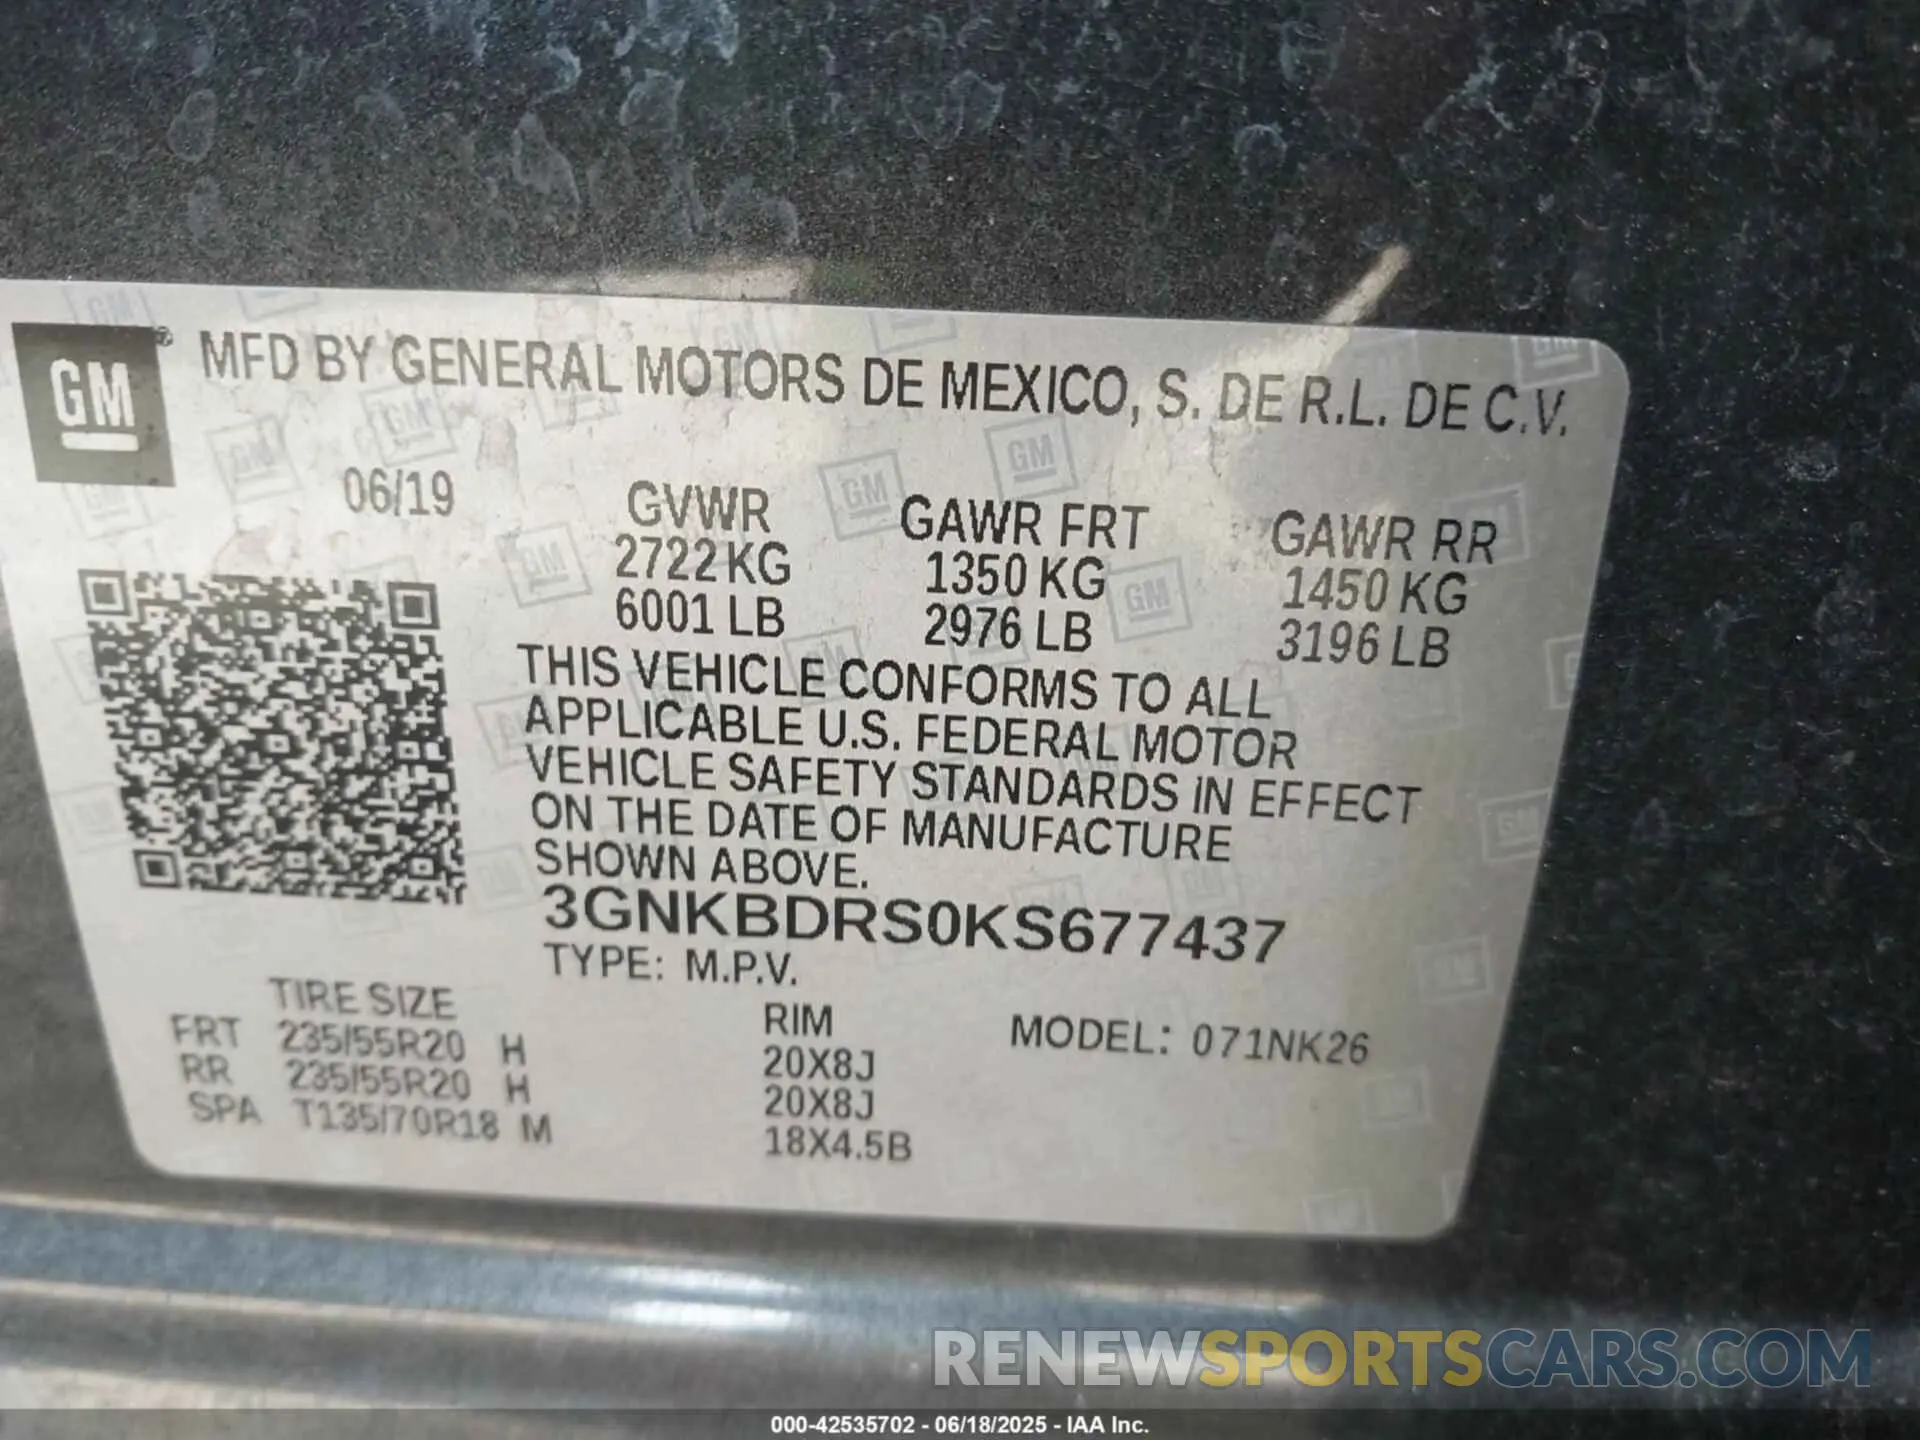 GM® MFD BY GENERAL MOTORS DE MEXICO, S. DE R.L. DE C.V.
06/19 GVWR GAWR FRT GAWR RR
2722 KG 1350 KG 1450 KG
6001 LB 2976 LB 3196 LB
THIS VEHICLE CONFORMS TO ALL
APPLICABLE U.S. FEDERAL MOTOR
VEHICLE SAFETY STANDARDS IN EFFECT
ON THE DATE OF MANUFACTURE
SHOWN ABOVE.
3GNKBDRS0KS677437
TYPE: M.P.V.
TIRE SIZE RIM MODEL: 071NK26
FRT 235/55R20 H 20X8J
RR 235/55R20 H 20X8J
SPA T135/70R18 M 18X4.5B
RENEWSPORTSCARS.COM
000-42535702 - 06/18/2025 - IAA Inc.